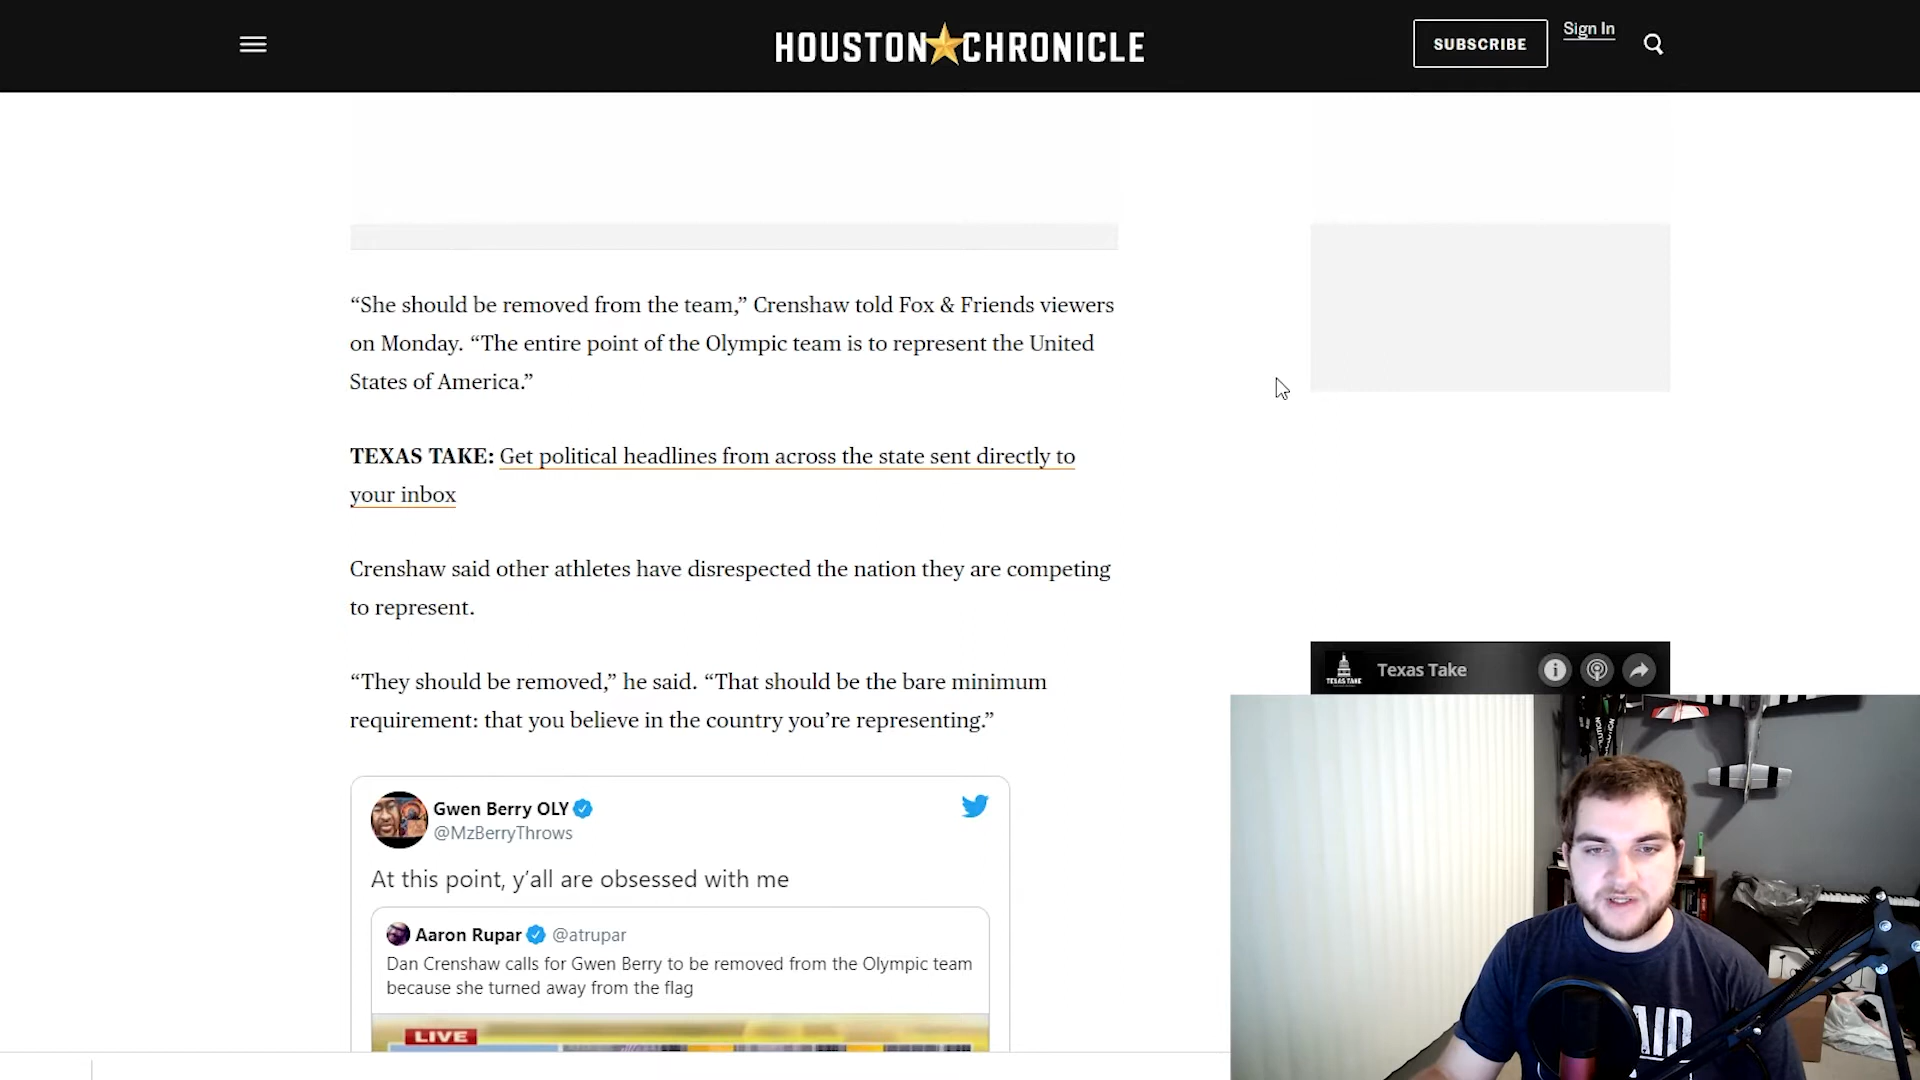 HOUSTON CHRONICLE
SUBSCRIBE
Sign In
“She should be removed from the team,” Crenshaw told Fox & Friends viewers
on Monday. “The entire point of the Olympic team is to represent the United
States of America.”
TEXAS TAKE: Get political headlines from across the state sent directly to
your inbox
Crenshaw said other athletes have disrespected the nation they are competing
to represent.
“They should be removed,” he said. “That should be the bare minimum
requirement: that you believe in the country you’re representing.”
Gwen Berry OLY
@MzBerryThrows
At this point, y’all are obsessed with me
Aaron Rupar @atrupar
Dan Crenshaw calls for Gwen Berry to be removed from the Olympic team
because she turned away from the flag
LIVE
TEXAS TAKE
Texas Take
AID